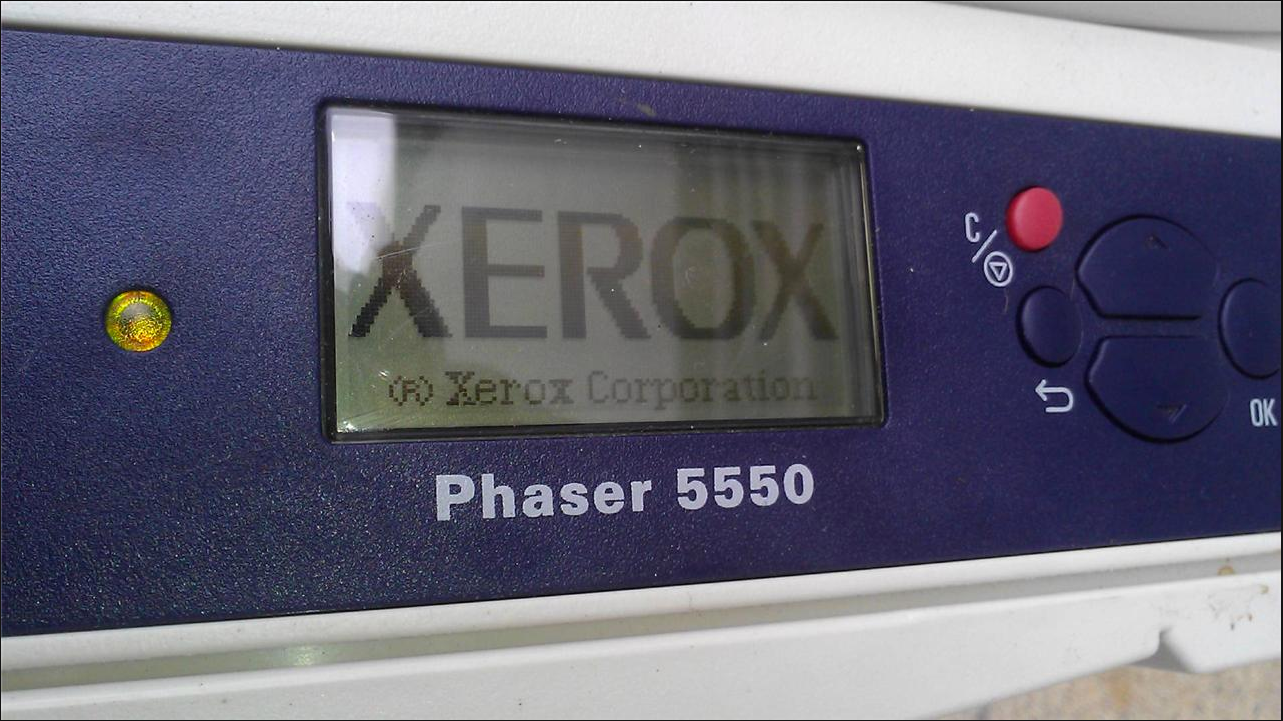 XEROX
(R) Xerox Corporation
Phaser 5550
C/
OK